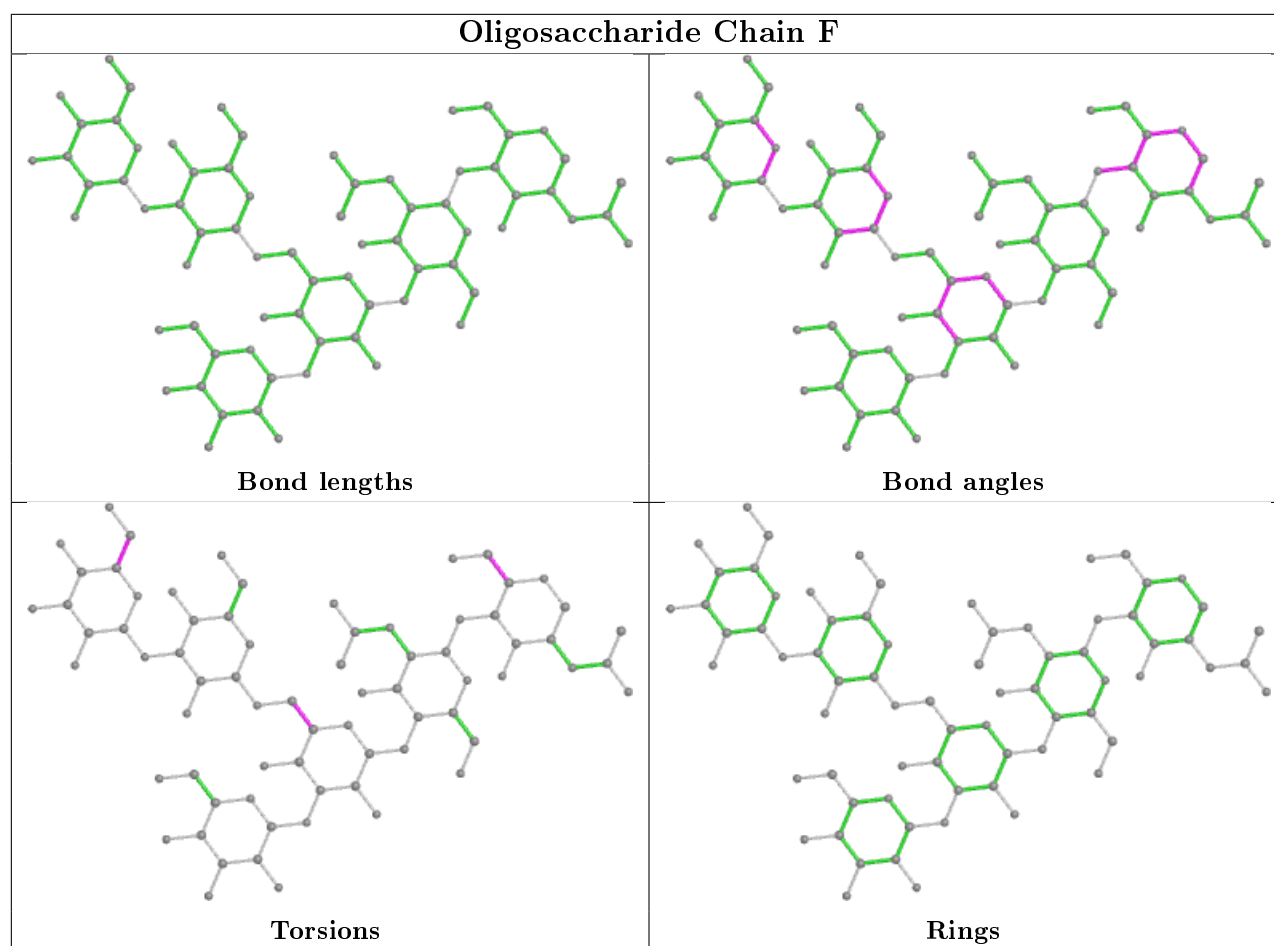 Oligosaccharide Chain F
Bond lengths
Bond angles
Torsions
Rings